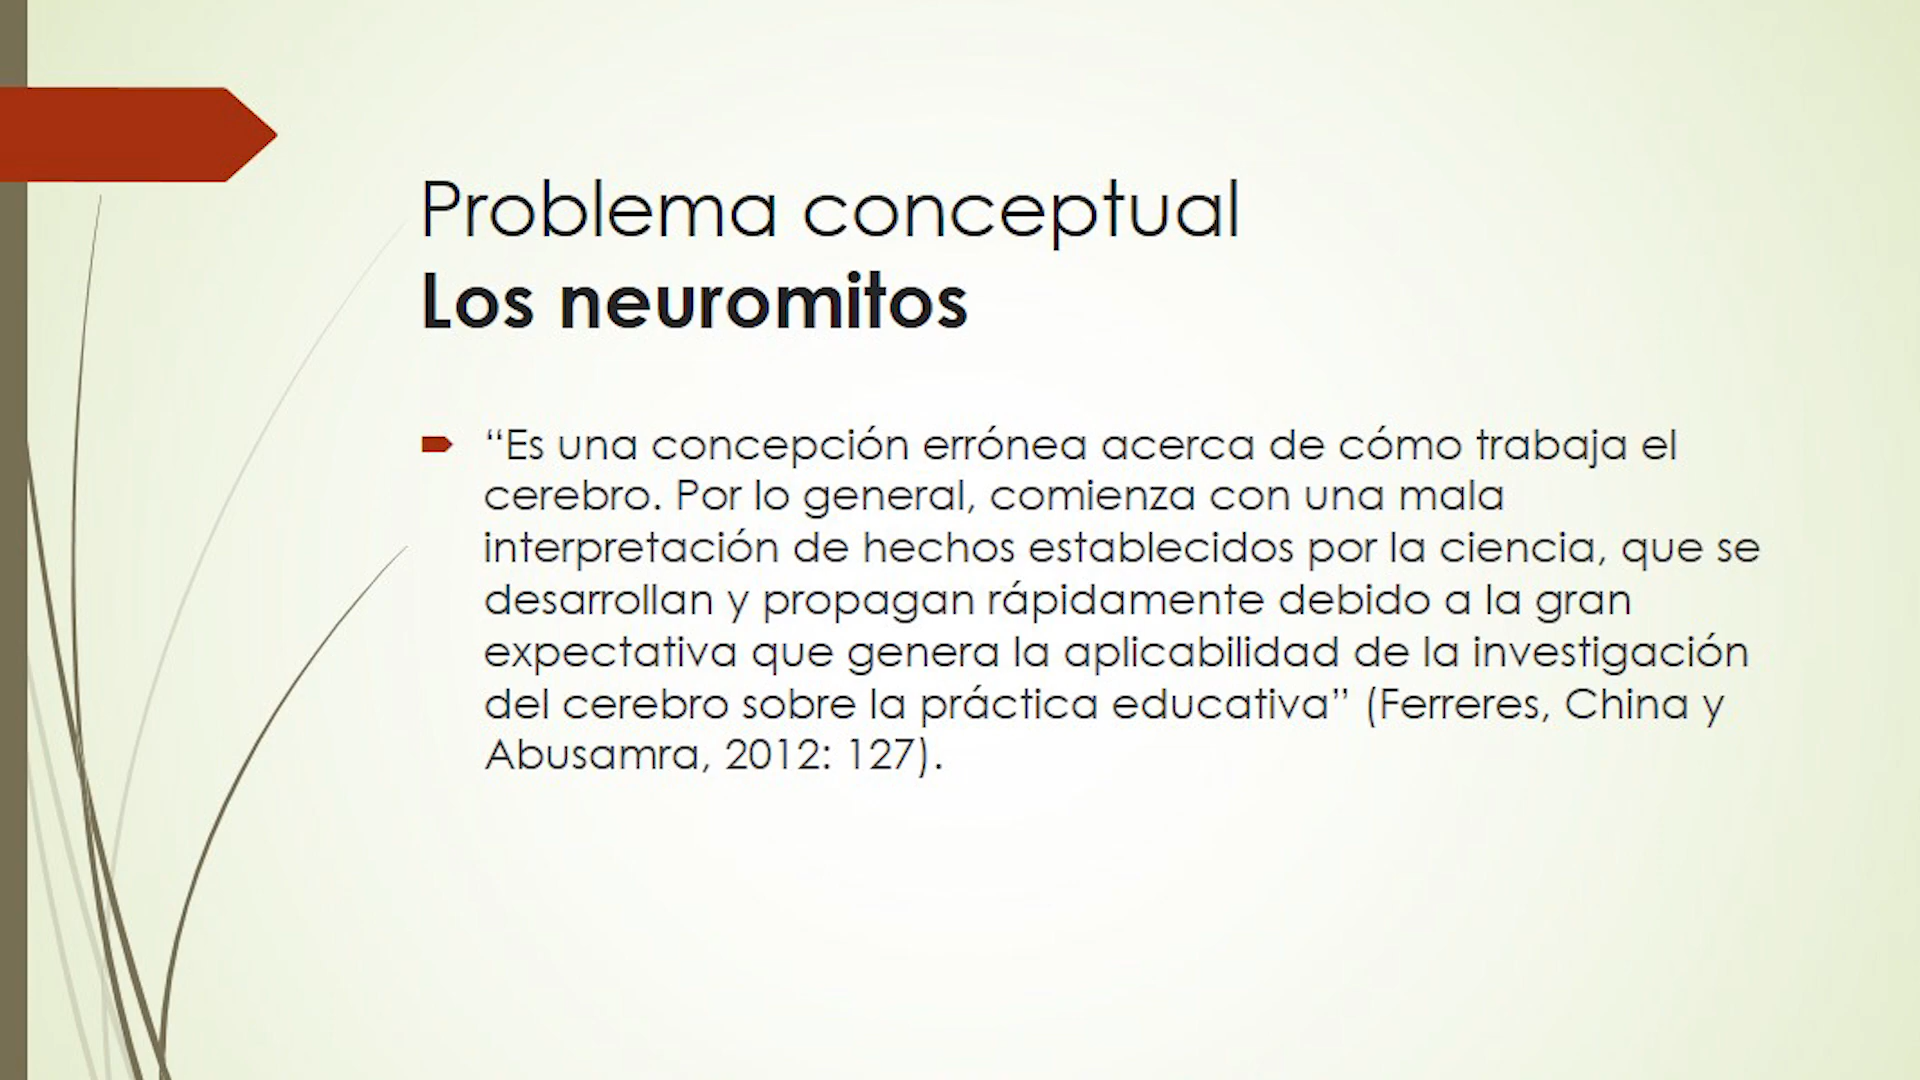 Problema conceptual
Los neuromitos
“Es una concepción errónea acerca de cómo trabaja el
cerebro. Por lo general, comienza con una mala
interpretación de hechos establecidos por la ciencia, que se
desarrollan y propagan rápidamente debido a la gran
expectativa que genera la aplicabilidad de la investigación
del cerebro sobre la práctica educativa” (Ferreres, China y
Abusamra, 2012: 127).